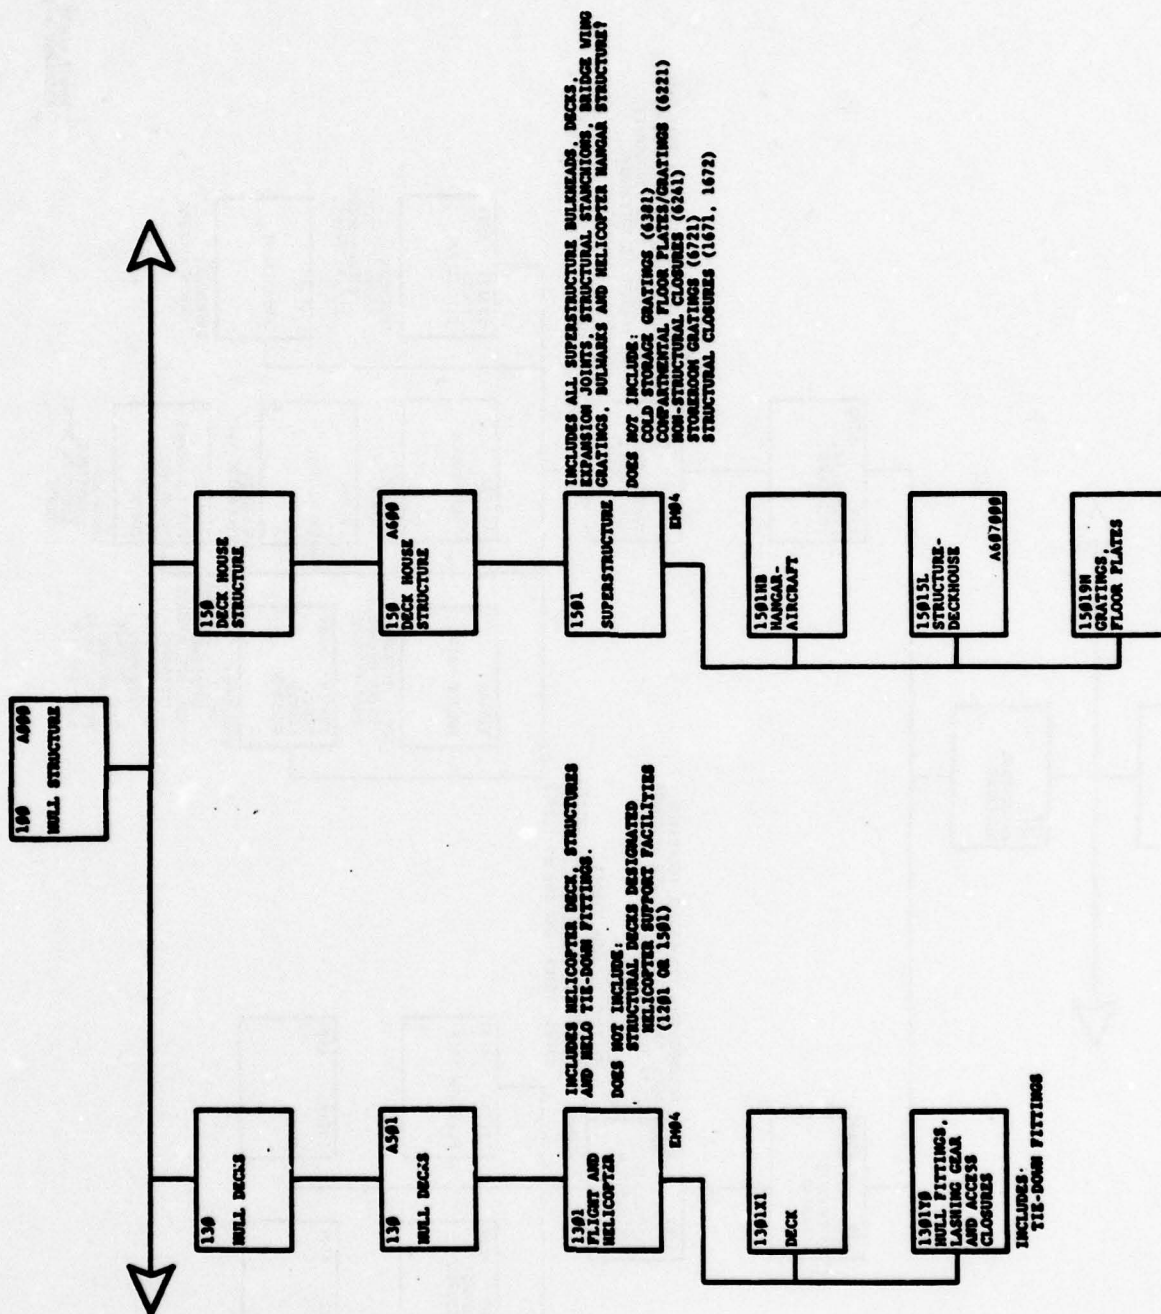 100 A000
HULL STRUCTURE
130
HULL DECKS
130 A501
HULL DECKS
1301
FLIGHT AND
HELICOPTER
EM04
INCLUDES HELICOPTER DECK, STRUCTURES
AND HELO TIE-DOWN FITTINGS.
DOES NOT INCLUDE:
STRUCTURAL DECKS DESIGNATED
HELICOPTER SUPPORT FACILITIES
(1201 OR 1501)
1301X1
DECK
1301Y0
HULL FITTINGS,
LASHING GEAR
AND ACCESS
CLOSURES
INCLUDES:
TIE-DOWN FITTINGS
150
DECK HOUSE
STRUCTURE
150 A600
DECK HOUSE
STRUCTURE
1501
SUPERSTRUCTURE
EM04
INCLUDES ALL SUPERSTRUCTURE BULKHEADS, DECKS,
EXPANSION JOINTS, STRUCTURAL STANCHIONS, BRIDGE WING
GRATINGS, BULWARKS AND HELICOPTER HANGAR STRUCTURE?
DOES NOT INCLUDE:
COLD STORAGE GRATINGS (6381)
COMPARTMENTAL FLOOR PLATES/GRATINGS (6221)
NON-STRUCTURAL CLOSURES (6241)
STOREROOM GRATINGS (6721)
STRUCTURAL CLOSURES (1671, 1672)
1501HB
HANGAR-
AIRCRAFT
15015L
STRUCTURE-
DECKHOUSE
A607000
15019N
GRATINGS,
FLOOR PLATES